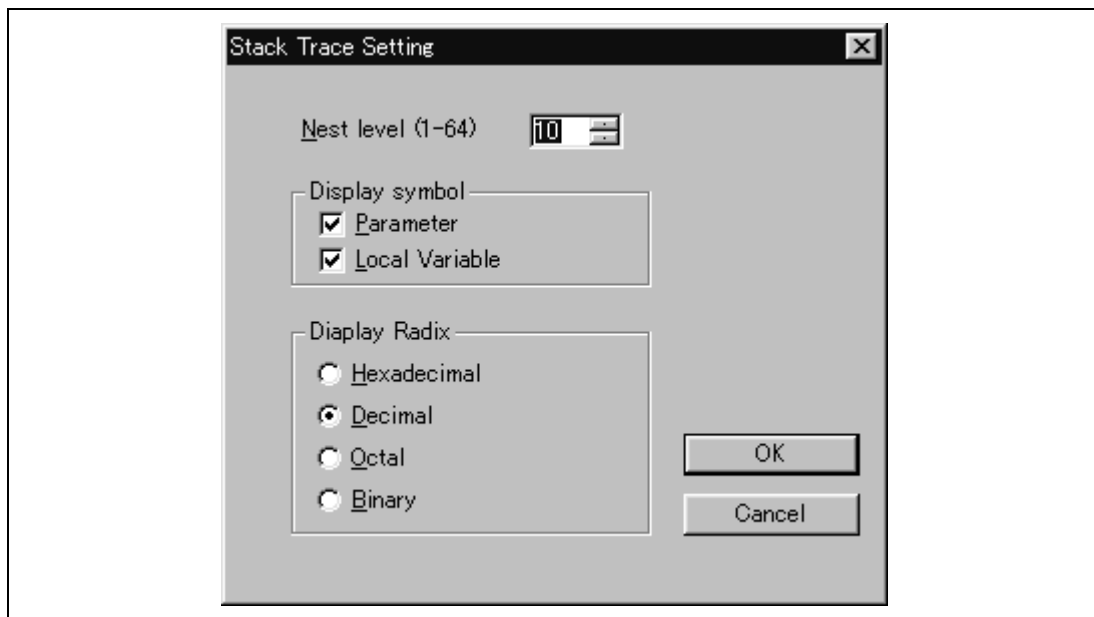 Stack Trace Setting
Nest level (1-64) 10
Display symbol
Parameter
Local Variable
Diaplay Radix
Hexadecimal
Decimal
Octal
Binary
OK
Cancel